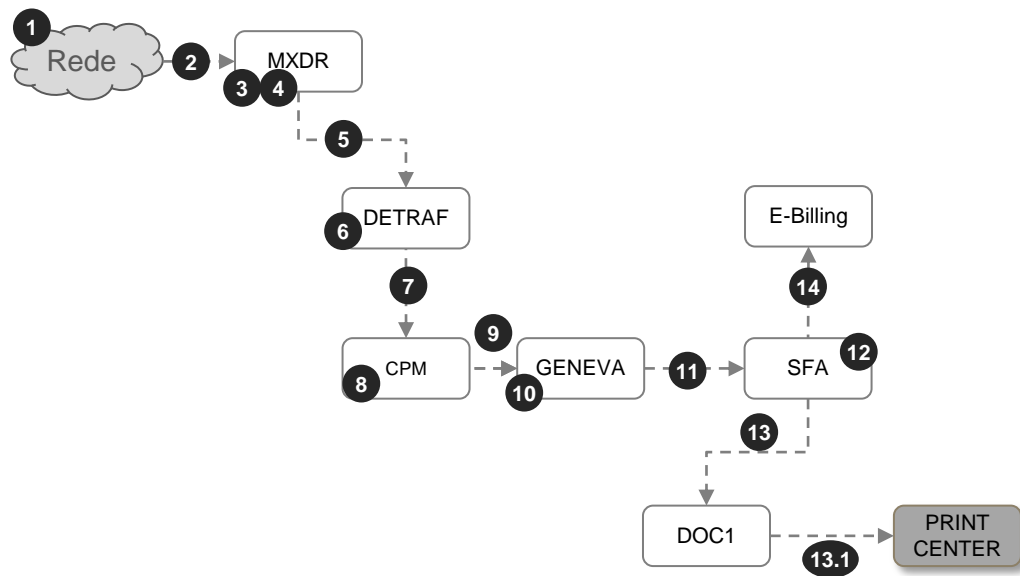 1
Rede
2
MXDR
3
4
5
DETRAF
6
E-Billing
7
14
9
CPM
8
GENEVA
10
11
SFA
12
13
DOC1
13.1
PRINT
CENTER